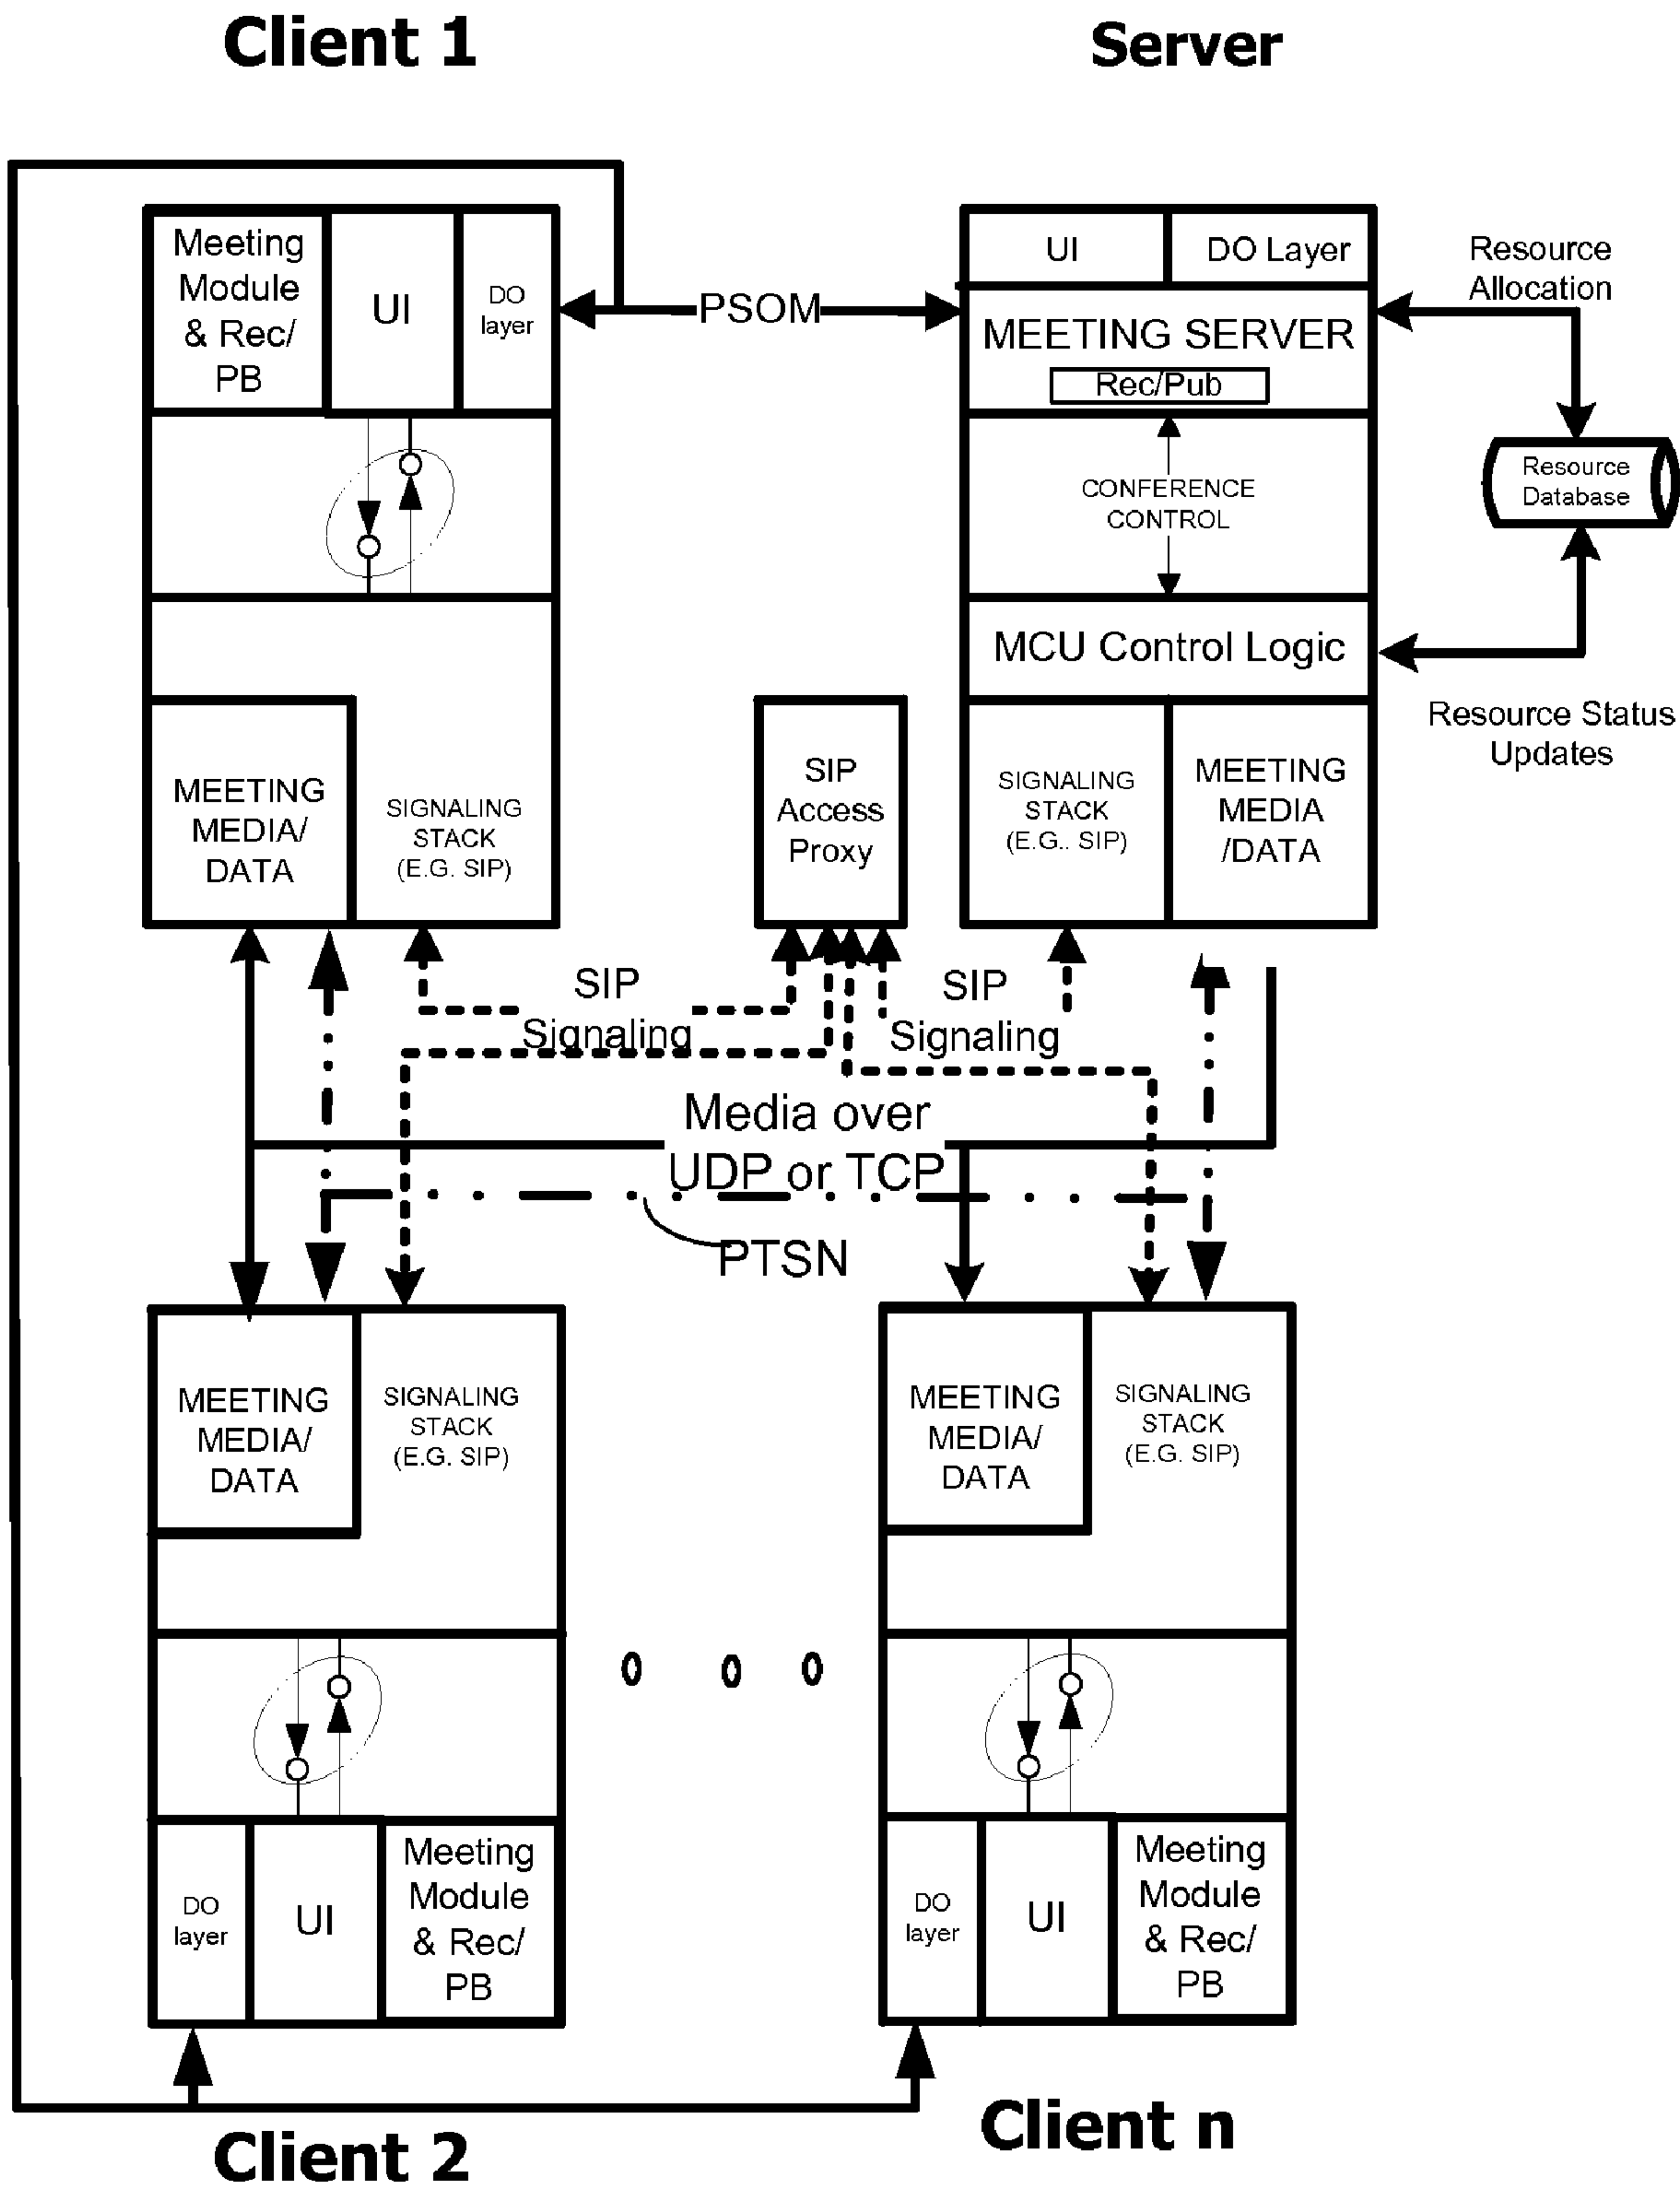 Client 1
Server
Meeting
Module
& Rec/
PB
UI
DO
layer
PSOM
UI
DO Layer
MEETING SERVER
Rec/Pub
Resource
Allocation
CONFERENCE
CONTROL
Resource
Database
MCU Control Logic
Resource Status
Updates
MEETING
MEDIA/
DATA
SIGNALING
STACK
(E.G. SIP)
SIP
Access
Proxy
SIGNALING
STACK
(E.G.. SIP)
MEETING
MEDIA
/DATA
SIP
Signaling
SIP
Signaling
Media over
UDP or TCP
PTSN
MEETING
MEDIA/
DATA
SIGNALING
STACK
(E.G. SIP)
MEETING
MEDIA/
DATA
SIGNALING
STACK
(E.G. SIP)
DO
layer
UI
Meeting
Module
& Rec/
PB
DO
layer
UI
Meeting
Module
& Rec/
PB
Client 2
Client n